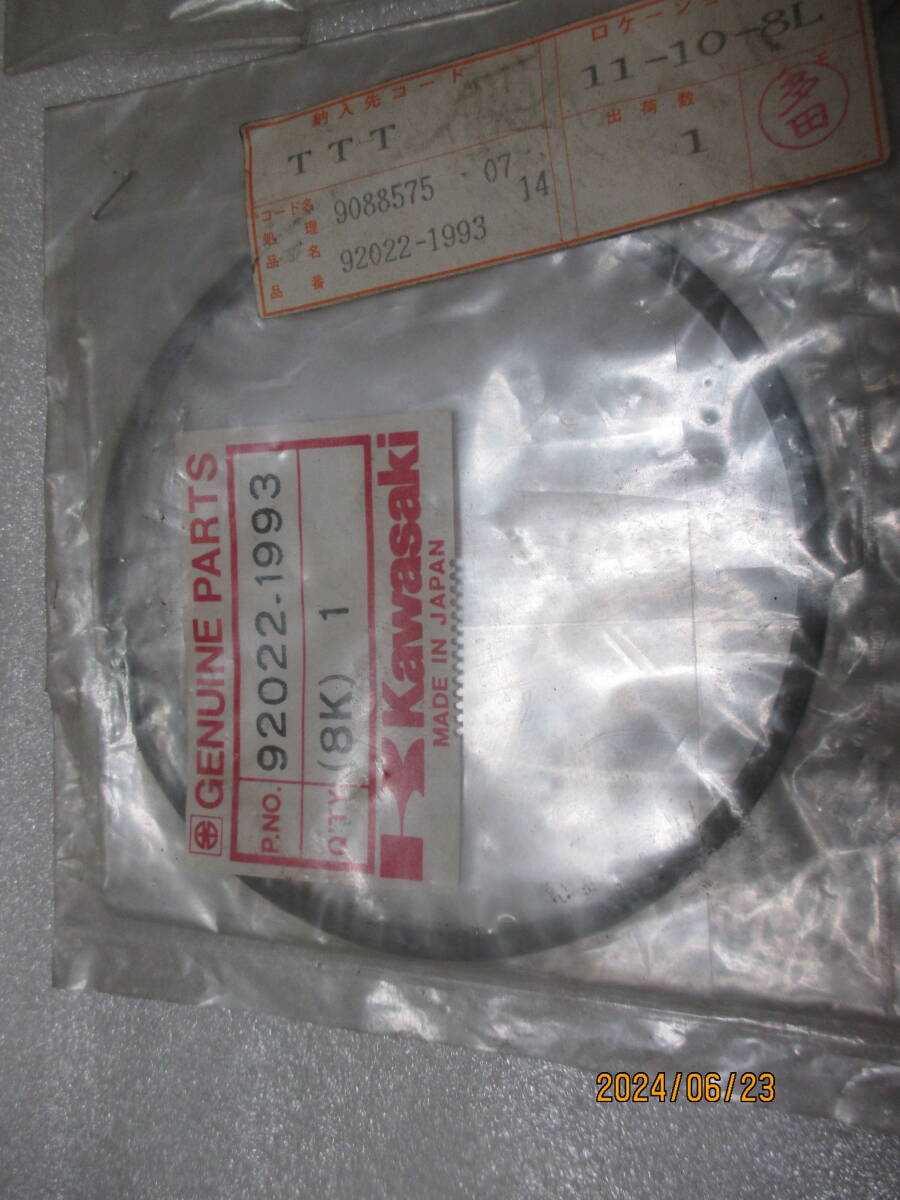 納入先コード
TTT
ロケーショ
11-10-8L
出荷数
1
多田
コード名
9088575 07
処理
14
品名
92022-1993
品番
GENUINE PARTS
P.NO. 92022-1993
Q'TY (8K) 1
Kawasaki
MADE IN JAPAN
2024/06/23